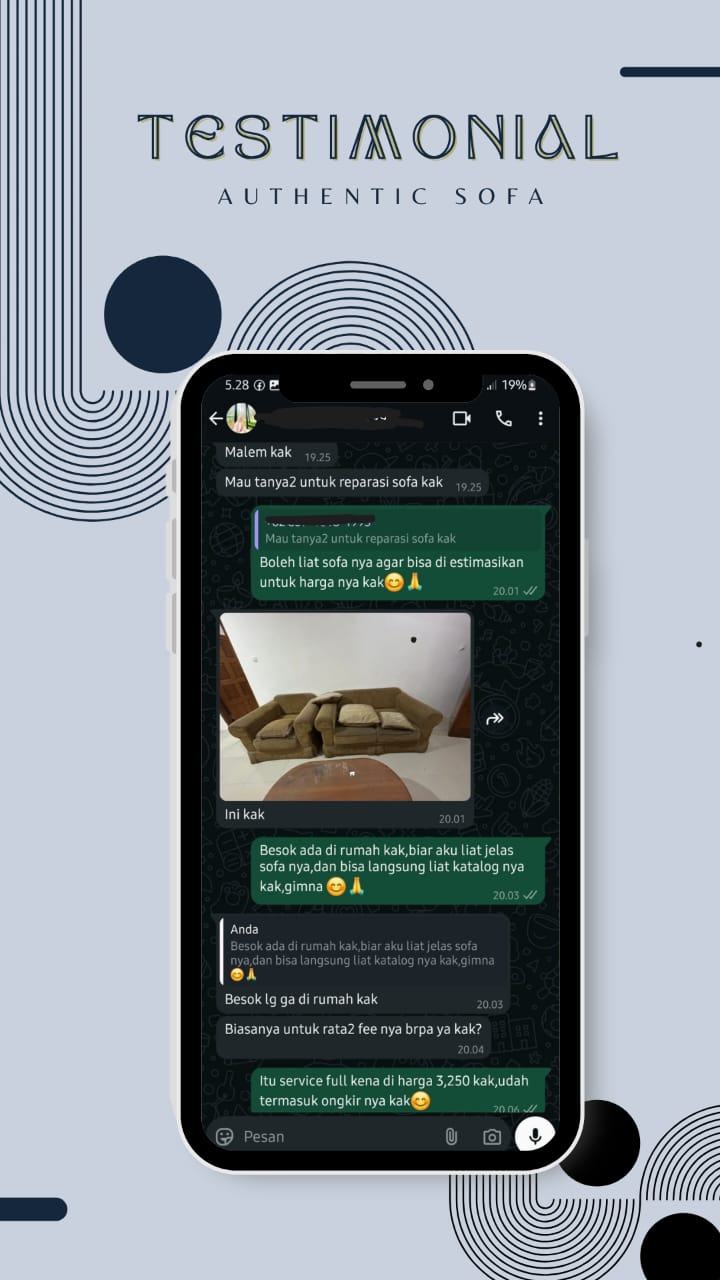 TESTIMONIAL
AUTHENTIC SOFA
5.28
19%
Malem kak 19.25
Mau tanya2 untuk reparasi sofa kak 19.25
Mau tanya2 untuk reparasi sofa kak
Boleh liat sofa nya agar bisa di estimasikan
untuk harga nya kak😊🙏
20.01
Ini kak
20.01
Besok ada di rumah kak,biar aku liat jelas
sofa nya,dan bisa langsung liat katalog nya
kak,gimna 😊🙏
20.03
Anda
Besok ada di rumah kak,biar aku liat jelas sofa
nya,dan bisa langsung liat katalog nya kak,gimna
😊🙏
Besok lg ga di rumah kak
20.03
Biasanya untuk rata2 fee nya brpa ya kak?
20.04
Itu service full kena di harga 3,250 kak,udah
termasuk ongkir nya kak😊
20.06
Pesan